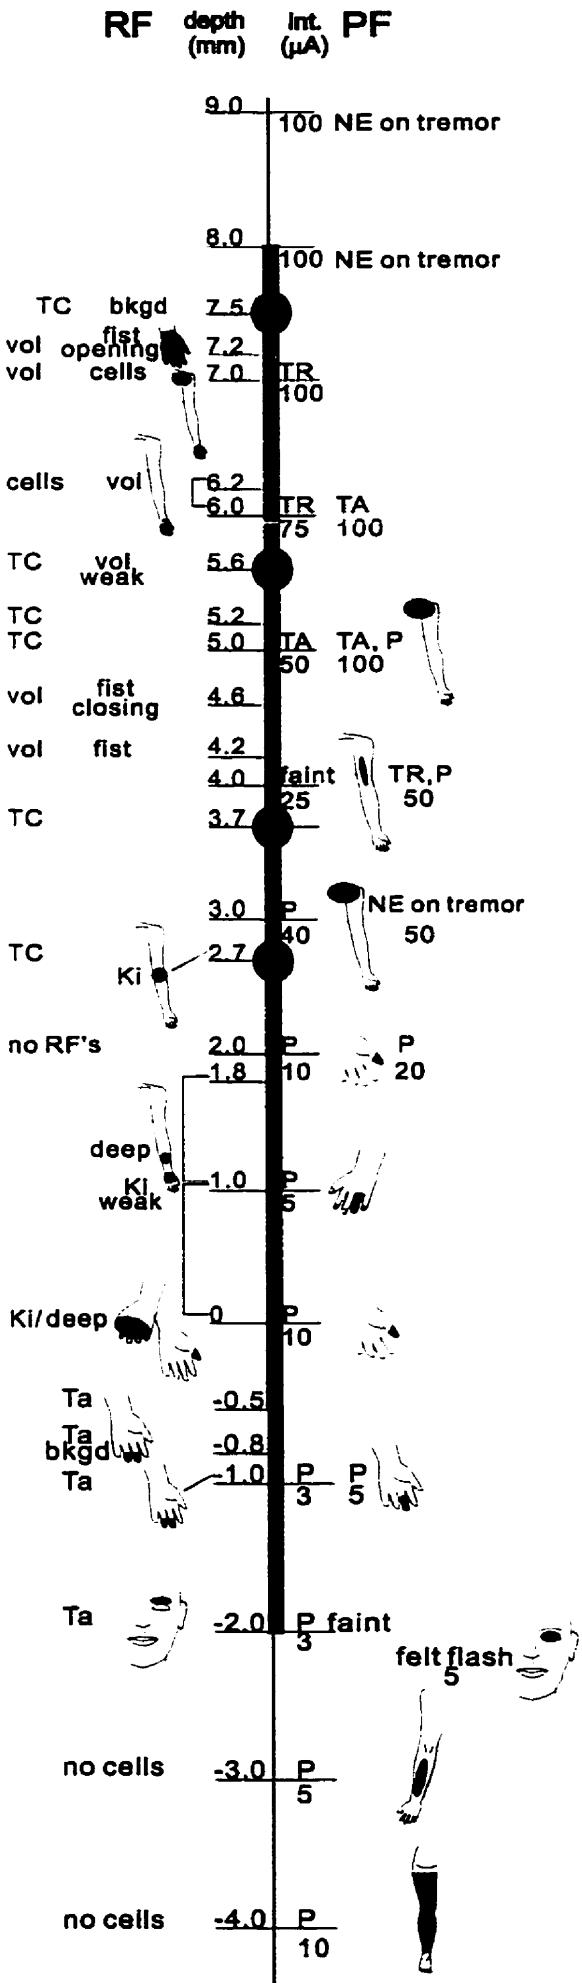 RF depth (mm) int. (µA) PF
9.0 100 NE on tremor
8.0 100 NE on tremor
TC bkgd 7.5
vol fist opening 7.2
vol cells 7.0 TR 100
cells vol 6.2
6.0 TR 75 TA 100
TC vol weak 5.6
TC 5.2
TC 5.0 TA 50 TA, P 100
vol fist closing 4.6
vol fist 4.2
4.0 faint 25 TR,P 50
TC 3.7
3.0 P 40 NE on tremor 50
TC 2.7
Ki
no RF's 2.0 P 10 P 20
1.8
deep
Ki weak 1.0 P 5
Ki/deep 0 P 10
Ta -0.5
Ta bkgd -0.8
Ta -1.0 P 3 P 5
Ta -2.0 P 3 faint
felt flash 5
no cells -3.0 P 5
no cells -4.0 P 10